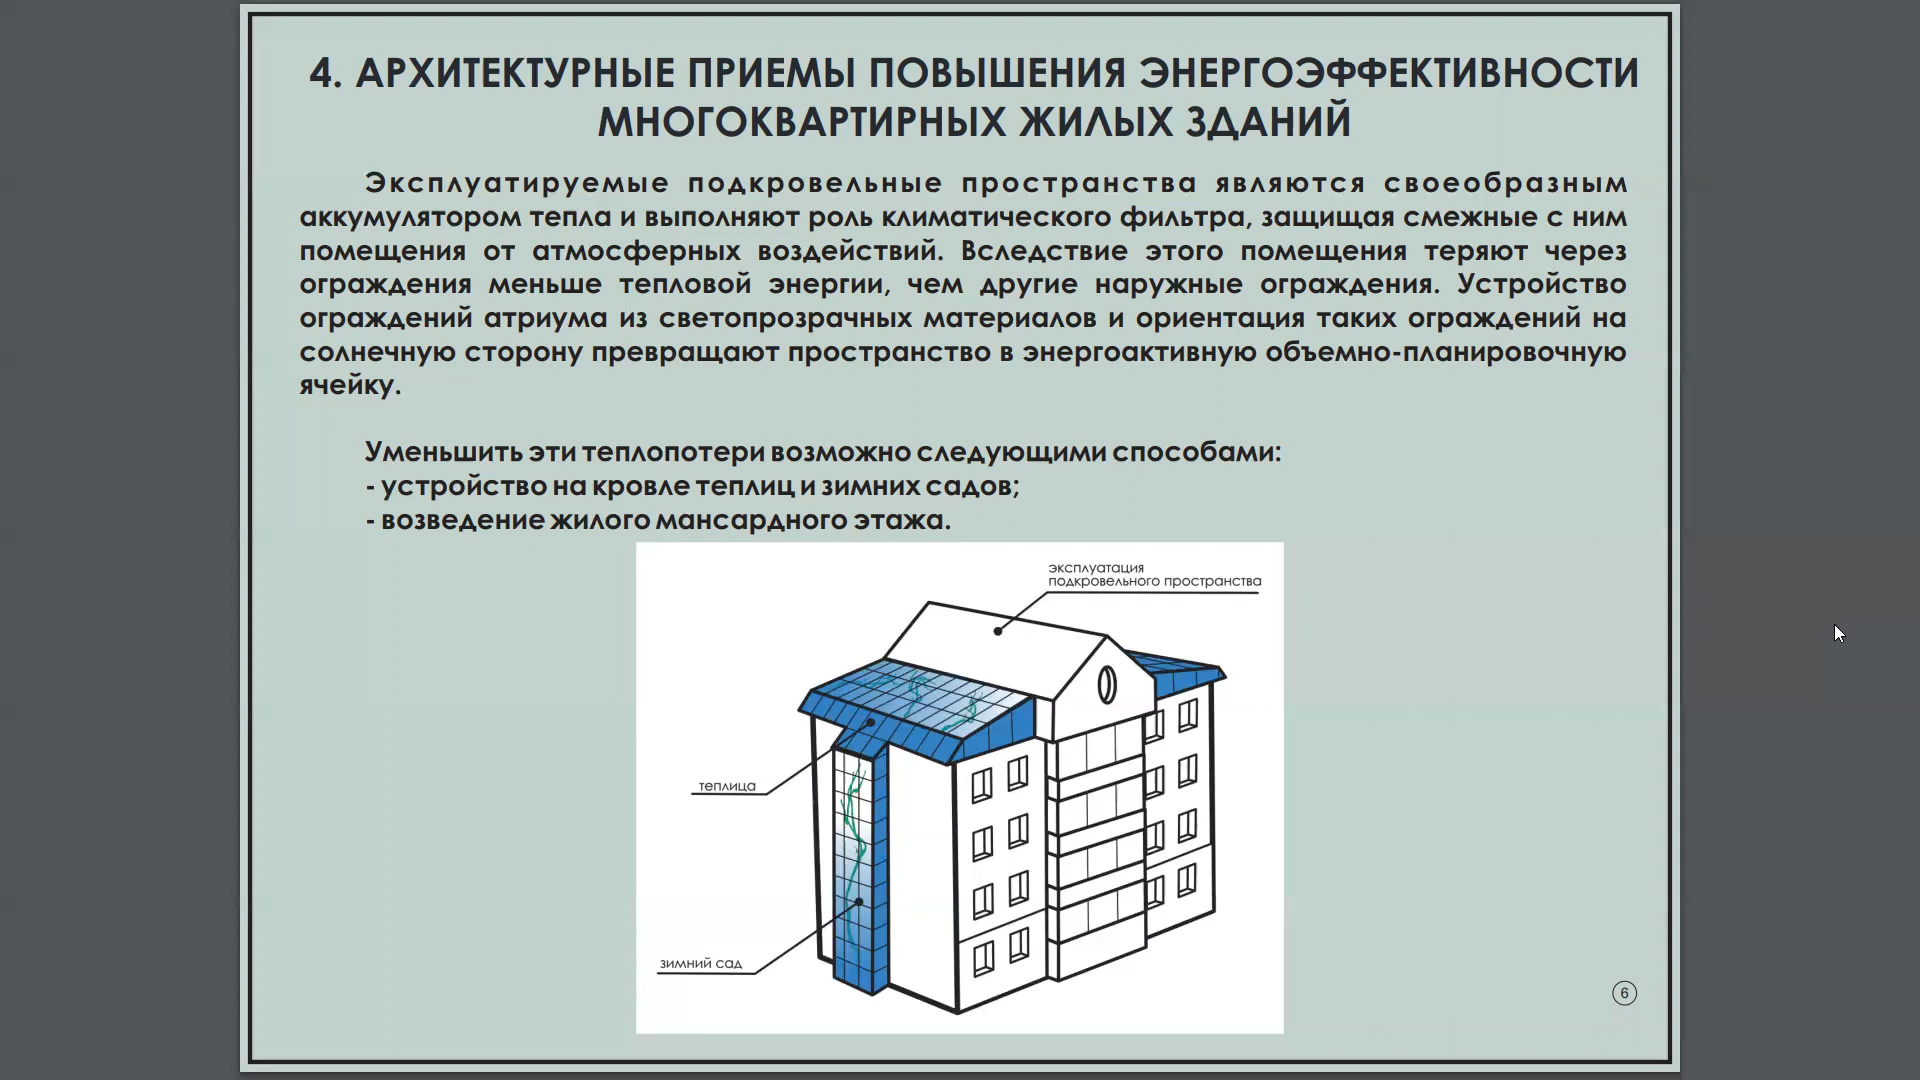 4. АРХИТЕКТУРНЫЕ ПРИЕМЫ ПОВЫШЕНИЯ ЭНЕРГОЭФФЕКТИВНОСТИ
МНОГОКВАРТИРНЫХ ЖИЛЫХ ЗДАНИЙ
Эксплуатируемые подкровельные пространства являются своеобразным
аккумулятором тепла и выполняют роль климатического фильтра, защищая смежные с ним
помещения от атмосферных воздействий. Вследствие этого помещения теряют через
ограждения меньше тепловой энергии, чем другие наружные ограждения. Устройство
ограждений атриума из светопрозрачных материалов и ориентация таких ограждений на
солнечную сторону превращают пространство в энергоактивную объемно-планировочную
ячейку.
Уменьшить эти теплопотери возможно следующими способами:
- устройство на кровле теплиц и зимних садов;
- возведение жилого мансардного этажа.
эксплуатация
подкровельного пространства
теплица
зимний сад
6